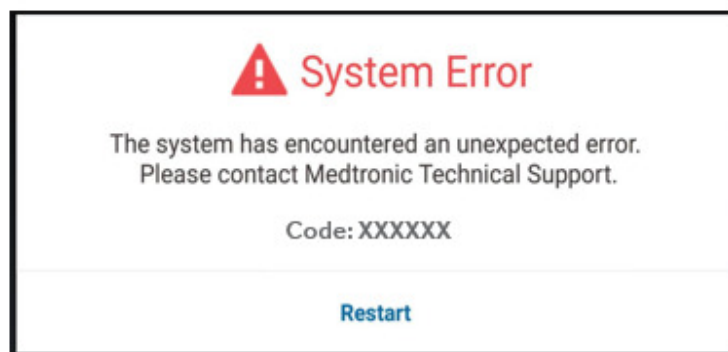 System Error
The system has encountered an unexpected error.
Please contact Medtronic Technical Support.
Code: XXXXXX
Restart